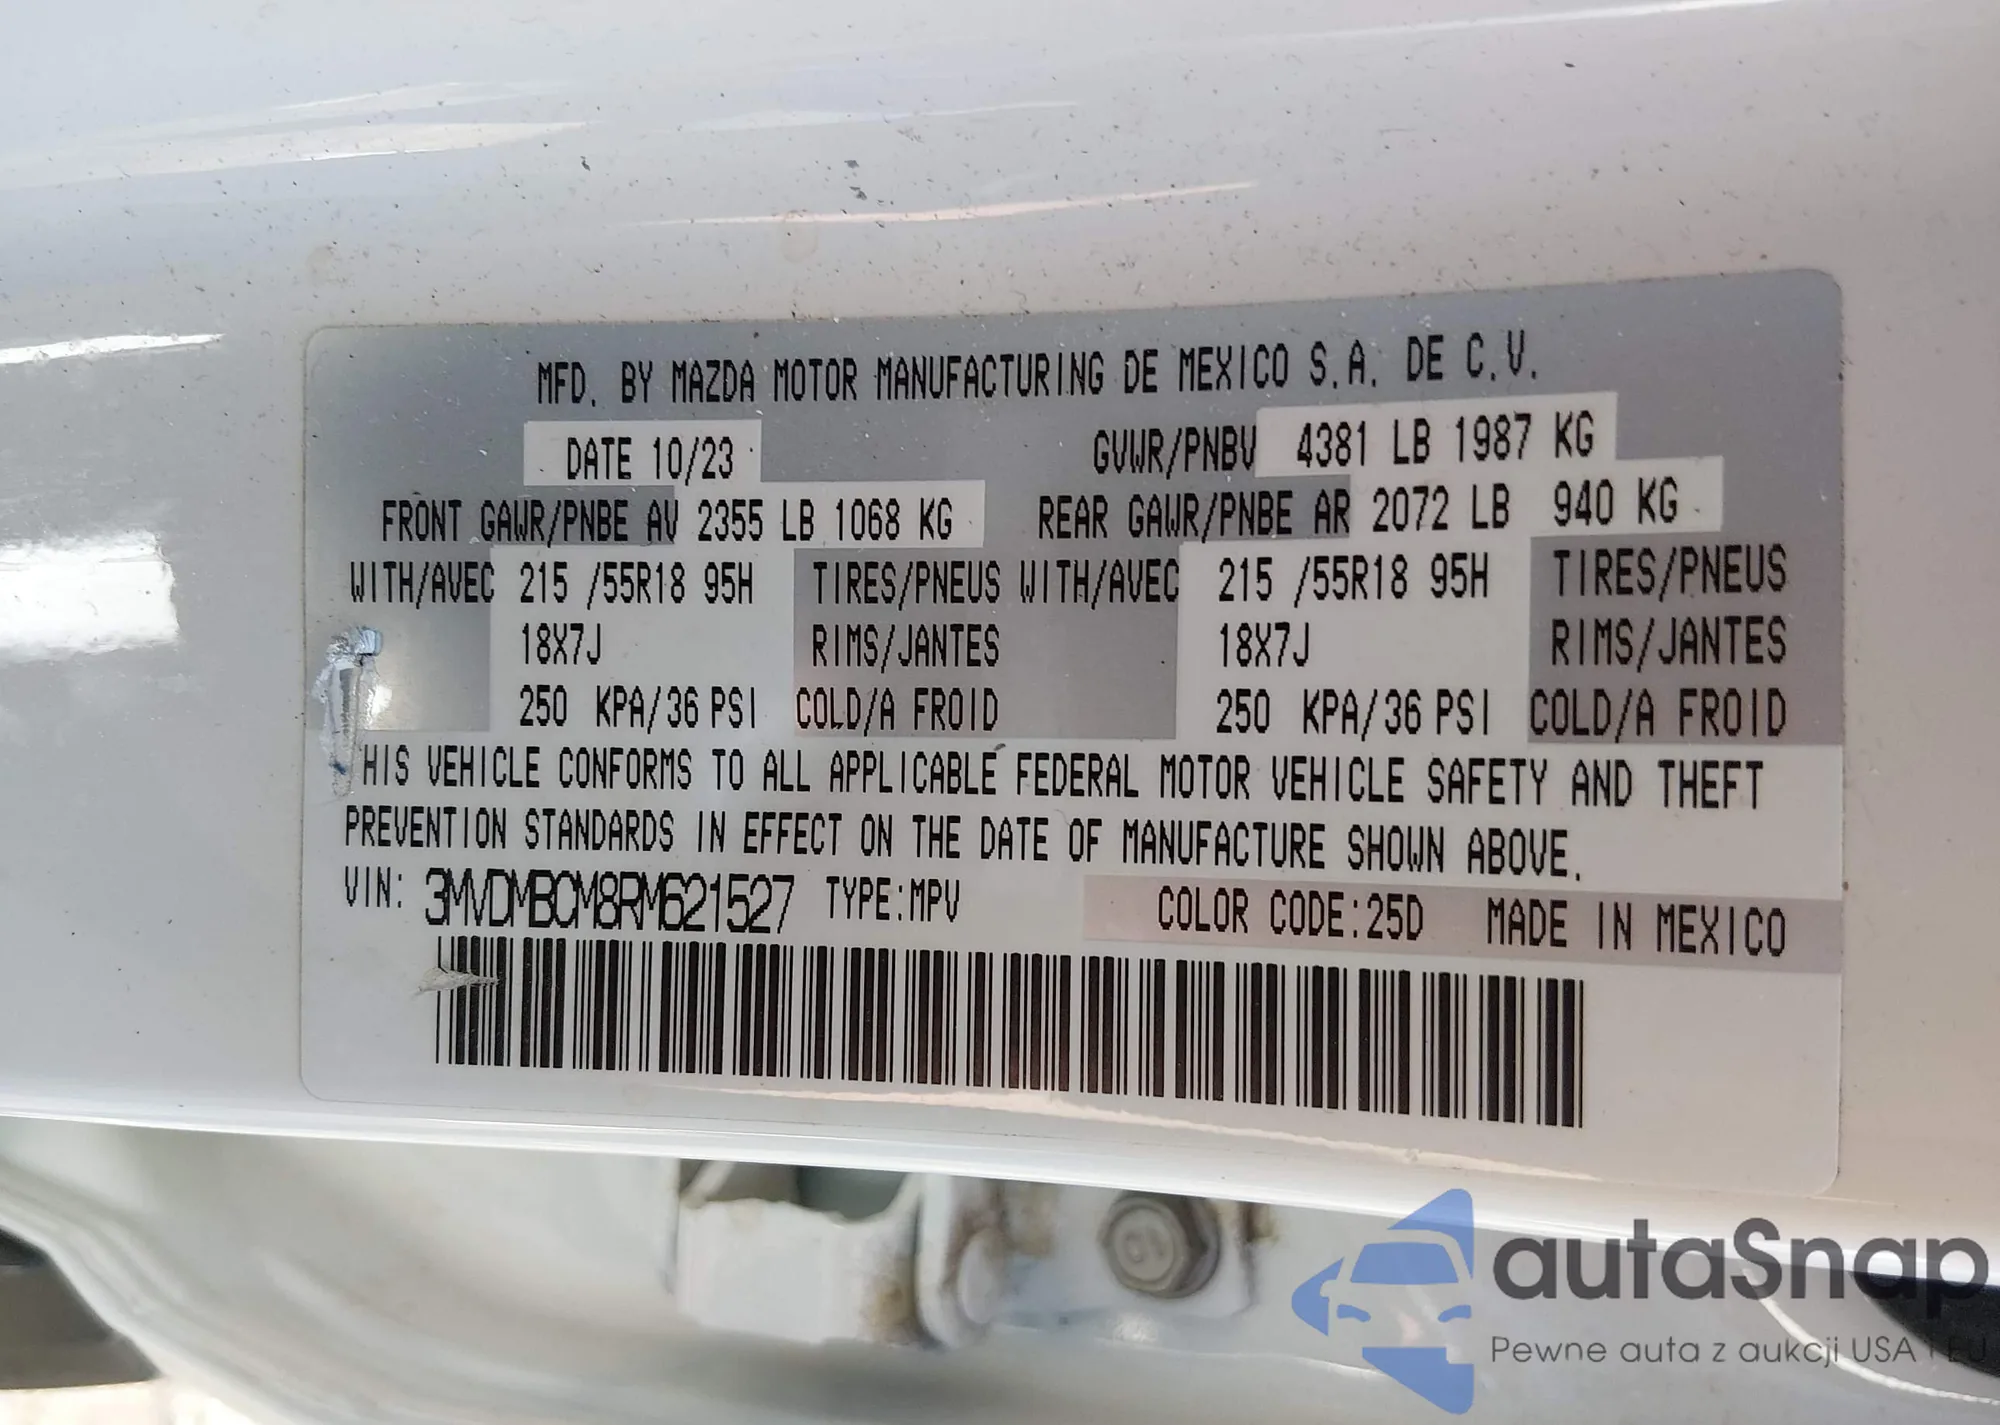 MFD. BY MAZDA MOTOR MANUFACTURING DE MEXICO S.A. DE C.V.
DATE 10/23 GVWR/PNBV 4381 LB 1987 KG
FRONT GAWR/PNBE AV 2355 LB 1068 KG REAR GAWR/PNBE AR 2072 LB 940 KG
WITH/AVEC 215 /55R18 95H TIRES/PNEUS WITH/AVEC 215 /55R18 95H TIRES/PNEUS
18X7J RIMS/JANTES 18X7J RIMS/JANTES
250 KPA/36 PSI COLD/A FROID 250 KPA/36 PSI COLD/A FROID
HIS VEHICLE CONFORMS TO ALL APPLICABLE FEDERAL MOTOR VEHICLE SAFETY AND THEFT
PREVENTION STANDARDS IN EFFECT ON THE DATE OF MANUFACTURE SHOWN ABOVE.
VIN: 3MVDMBCM8RM621527 TYPE:MPV COLOR CODE:25D MADE IN MEXICO
autaSnap
Pewne auta z aukcji USA i EU